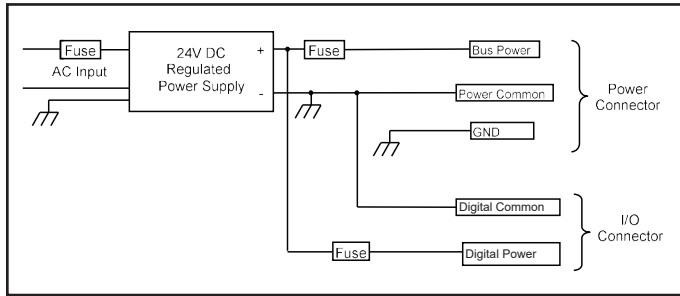 Fuse
AC Input
24V DC
Regulated
Power Supply
+
-
Fuse
Bus Power
Power Common
GND
Power
Connector
Digital Common
Fuse
Digital Power
I/O
Connector